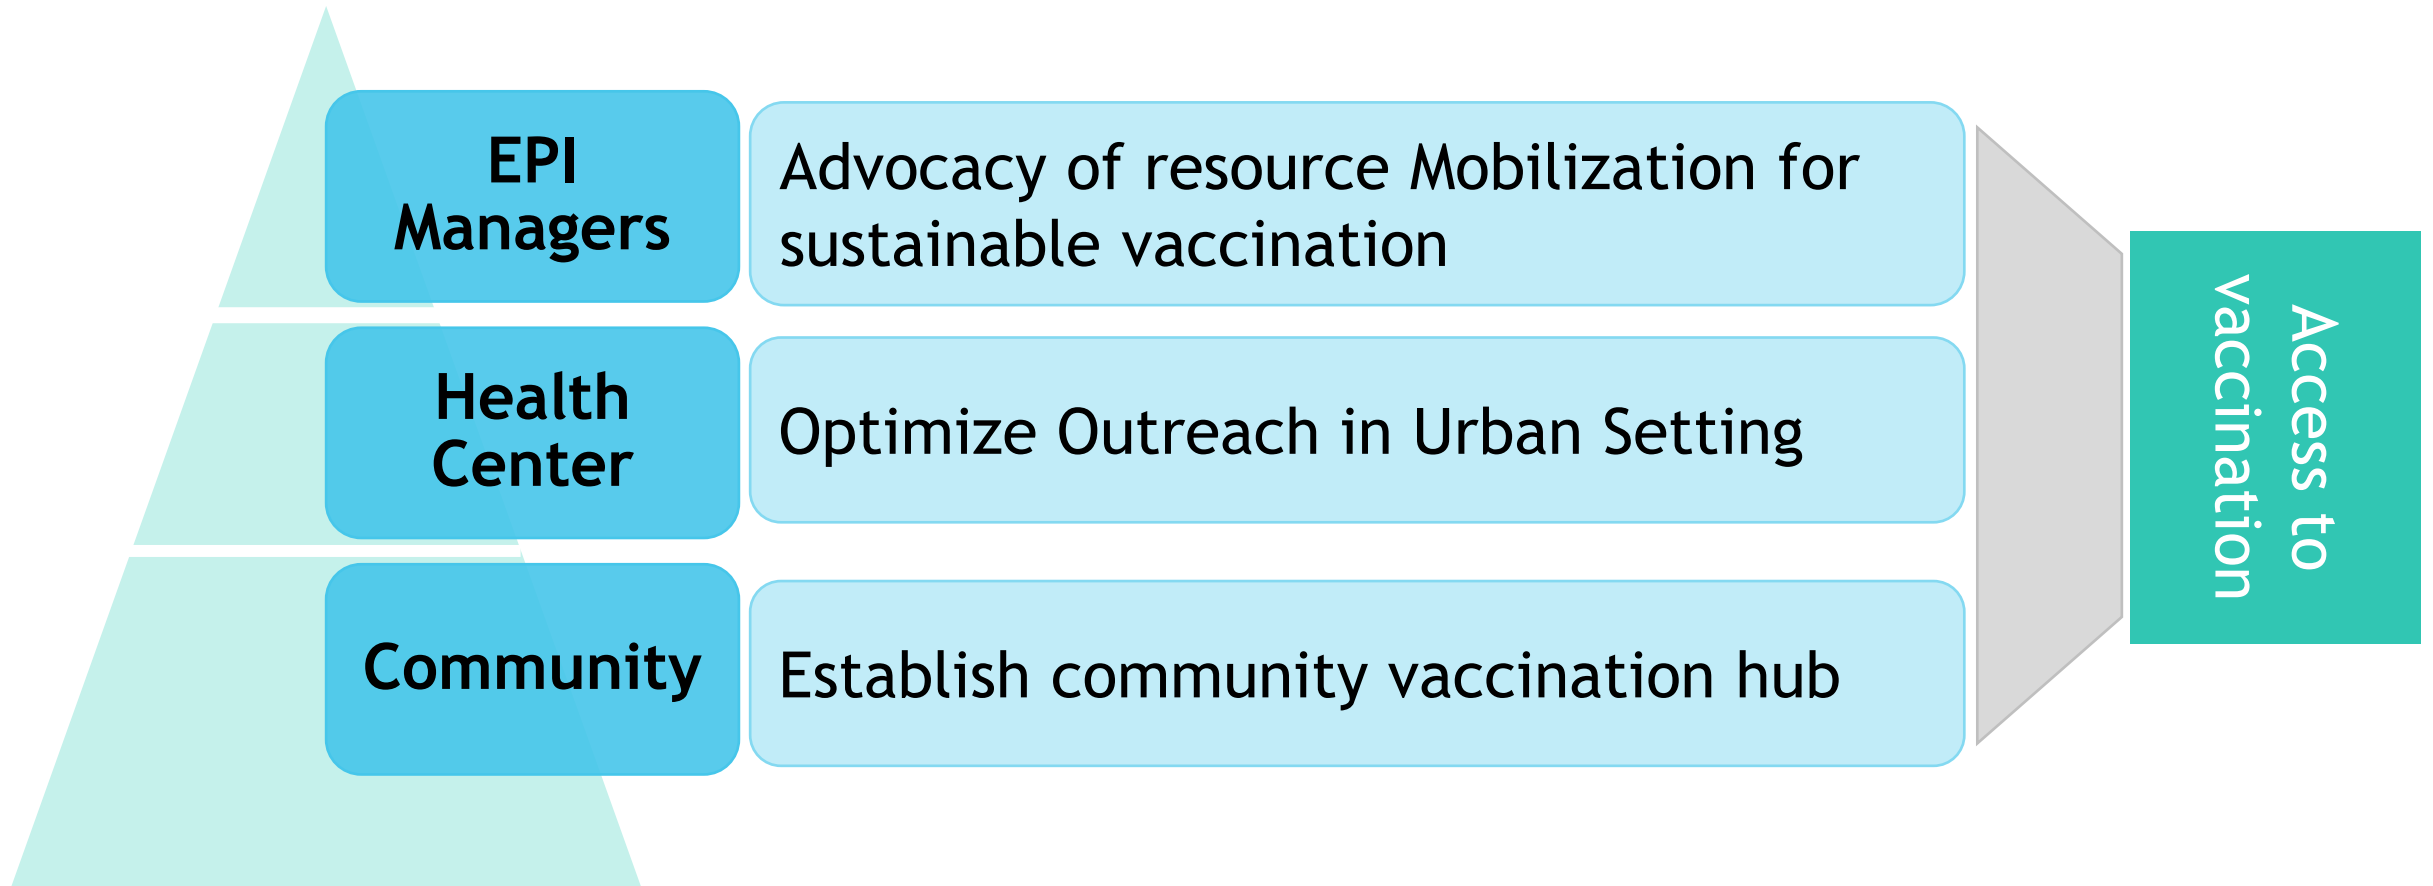 EPI
Managers
Advocacy of resource Mobilization for
sustainable vaccination
Health
Center
Optimize Outreach in Urban Setting
Community
Establish community vaccination hub
Access to
vaccination